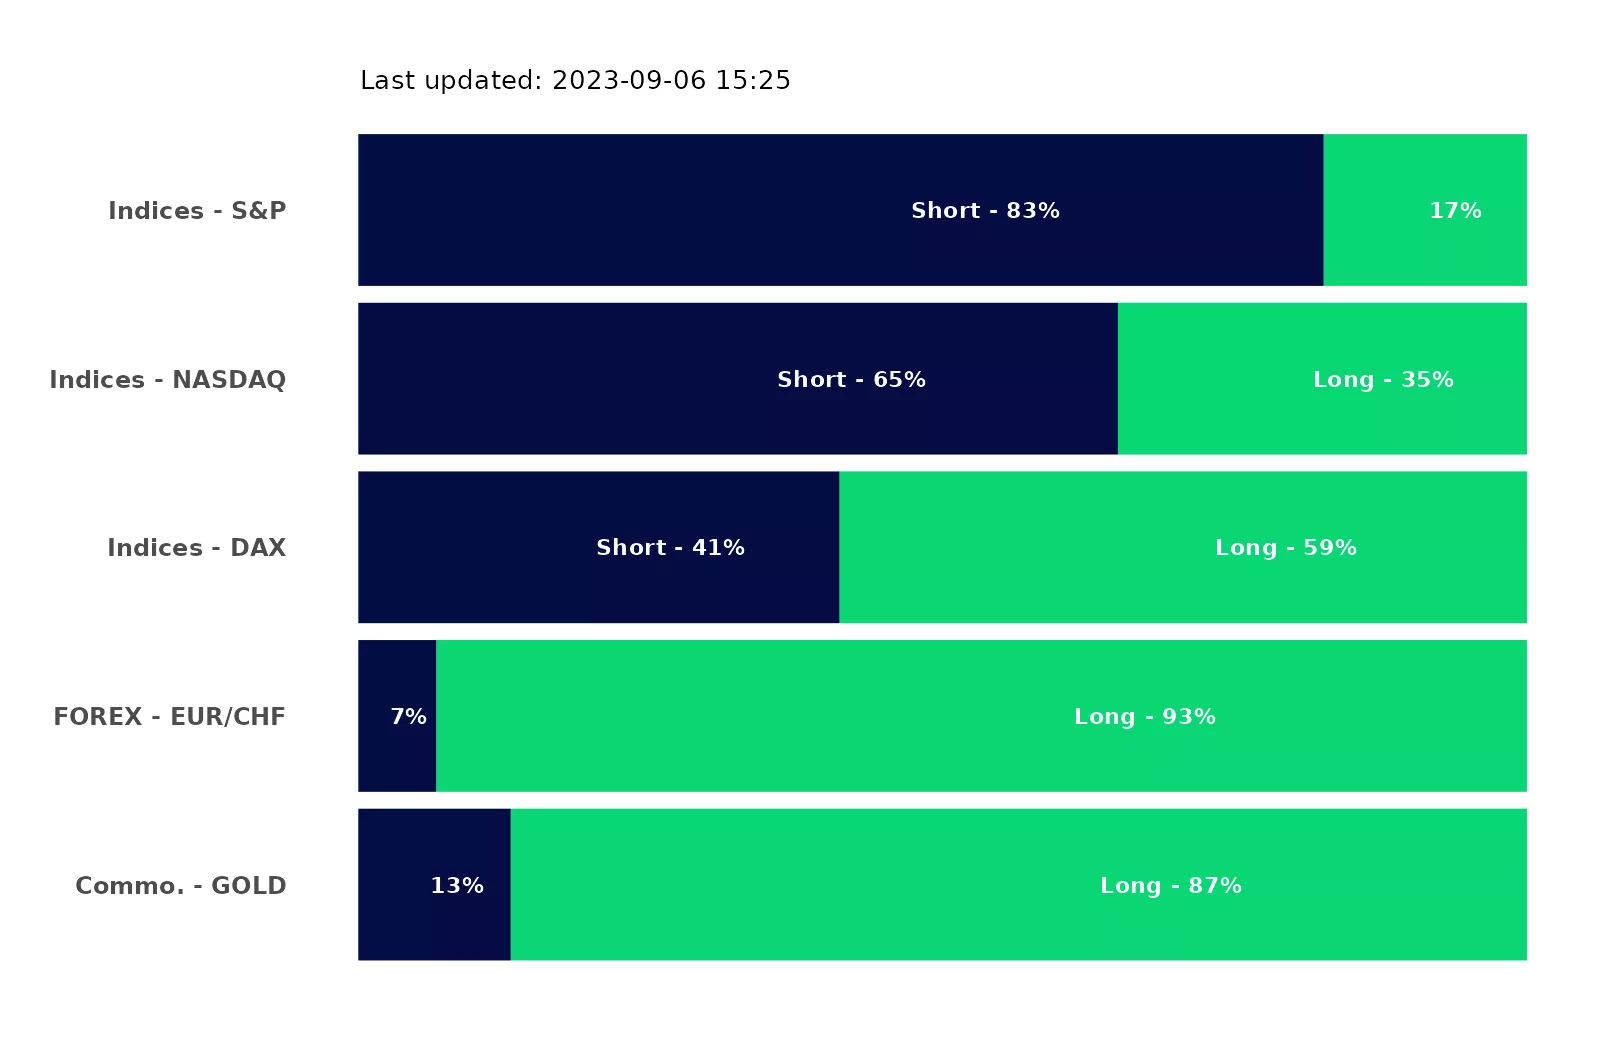 Last updated: 2023-09-06 15:25
Indices - S&P Short - 83% 17%
Indices - NASDAQ Short - 65% Long - 35%
Indices - DAX Short - 41% Long - 59%
FOREX - EUR/CHF 7% Long - 93%
Commo. - GOLD 13% Long - 87%